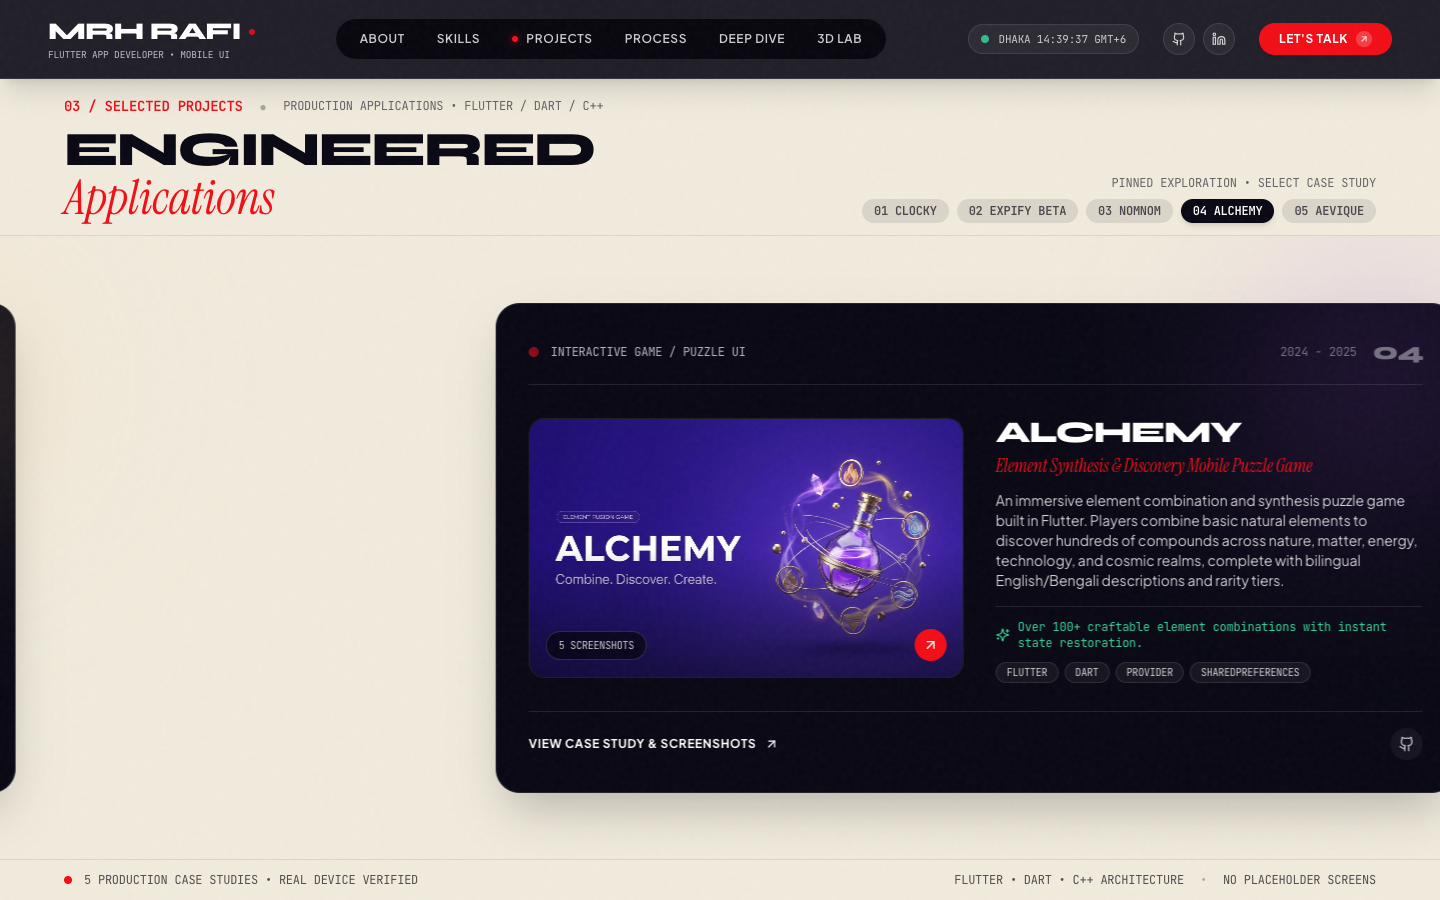 MRH RAFI
FLUTTER APP DEVELOPER • MOBILE UI
ABOUT
SKILLS
PROJECTS
PROCESS
DEEP DIVE
3D LAB
DHAKA 14:39:37 GMT+6
LET'S TALK
03 / SELECTED PROJECTS
PRODUCTION APPLICATIONS • FLUTTER / DART / C++
ENGINEERED
Applications
PINNED EXPLORATION • SELECT CASE STUDY
01 CLOCKY
02 EXPIFY BETA
03 NOMNOM
04 ALCHEMY
05 AEVIQUE
INTERACTIVE GAME / PUZZLE UI
2024 - 2025
04
ELEMENT FUSION GAME
ALCHEMY
Combine. Discover. Create.
5 SCREENSHOTS
ALCHEMY
Element Synthesis & Discovery Mobile Puzzle Game
An immersive element combination and synthesis puzzle game
built in Flutter. Players combine basic natural elements to
discover hundreds of compounds across nature, matter, energy,
technology, and cosmic realms, complete with bilingual
English/Bengali descriptions and rarity tiers.
Over 100+ craftable element combinations with instant
state restoration.
FLUTTER
DART
PROVIDER
SHAREDPREFERENCES
VIEW CASE STUDY & SCREENSHOTS
5 PRODUCTION CASE STUDIES • REAL DEVICE VERIFIED
FLUTTER • DART • C++ ARCHITECTURE • NO PLACEHOLDER SCREENS